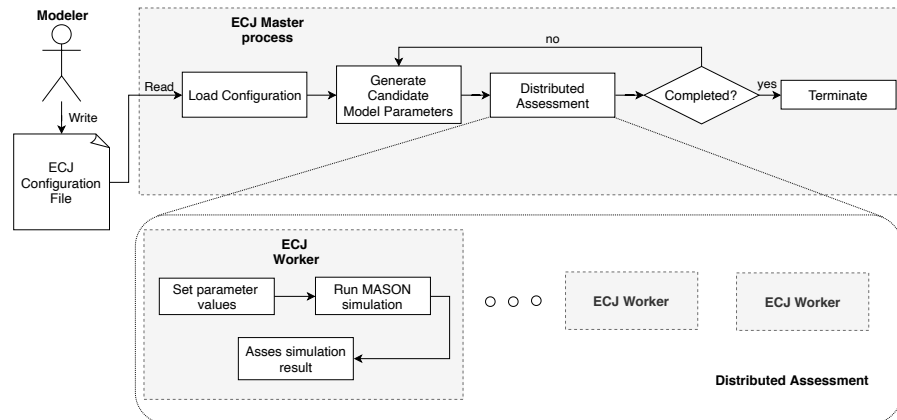 Modeler
ECJ Master
process
no
Read
Load Configuration
Generate
Candidate
Model Parameters
Distributed
Assessment
Completed?
yes
Terminate
Write
ECJ
Configuration
File
ECJ
Worker
Set parameter
values
Run MASON
simulation
Asses simulation
result
ECJ Worker
ECJ Worker
Distributed Assessment